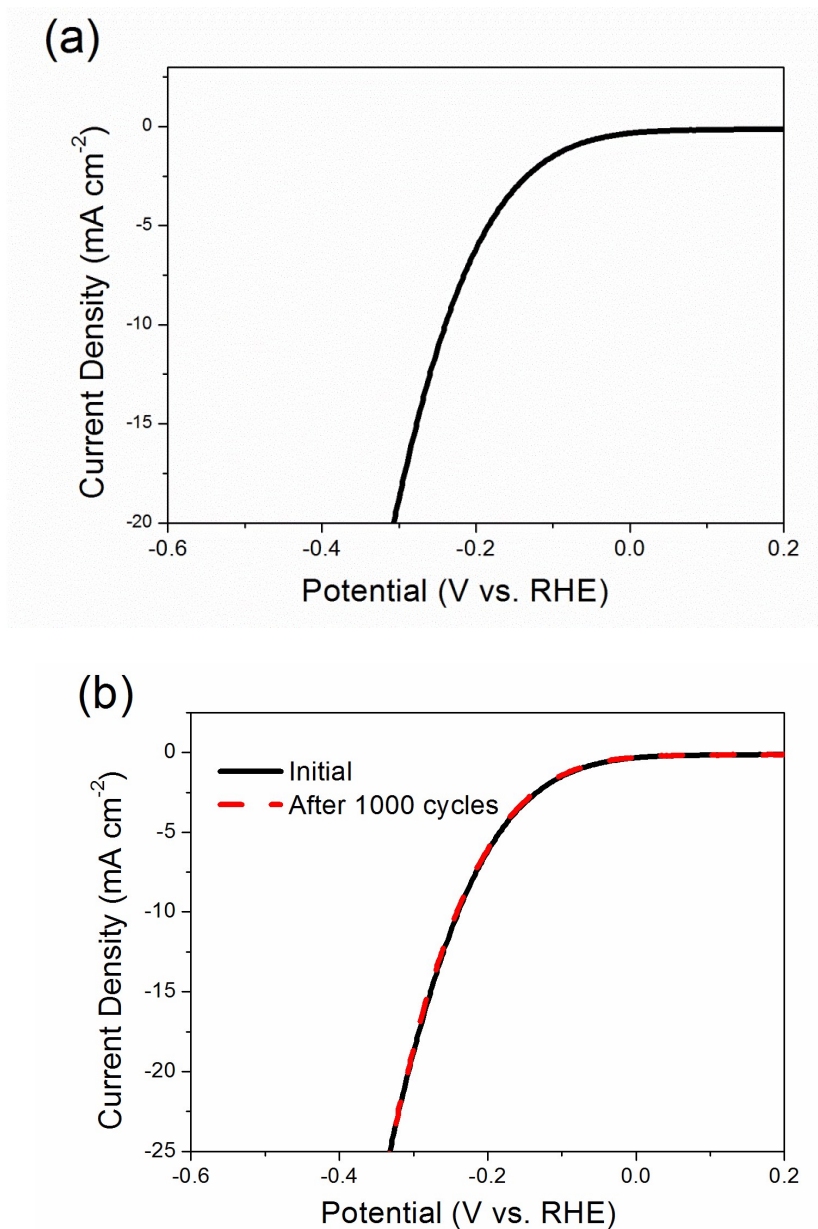 (a)
0
-5
-10
-15
-20
-0.6 -0.4 -0.2 0.0 0.2
Current Density (mA cm-2)
Potential (V vs. RHE)
(b)
Initial
After 1000 cycles
0
-5
-10
-15
-20
-25
-0.6 -0.4 -0.2 0.0 0.2
Current Density (mA cm-2)
Potential (V vs. RHE)